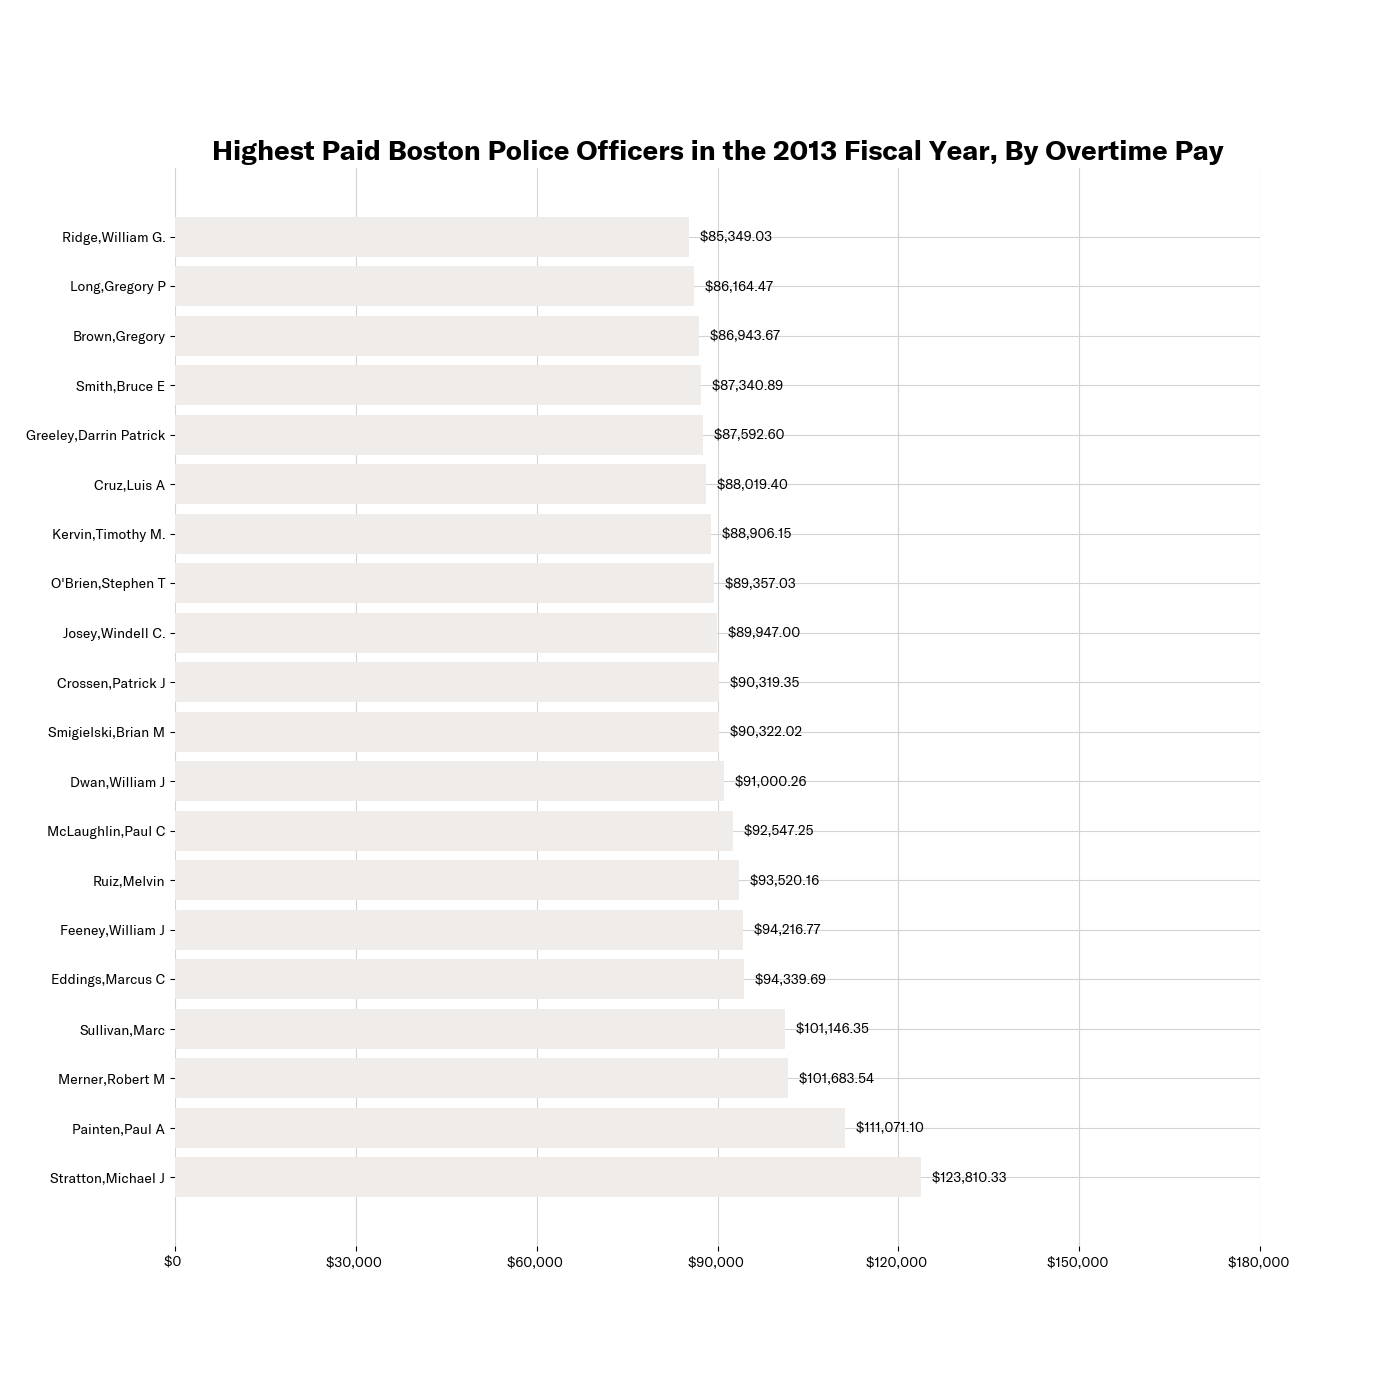 Highest Paid Boston Police Officers in the 2013 Fiscal Year, By Overtime Pay
Ridge,William G. $85,349.03
Long,Gregory P $86,164.47
Brown,Gregory $86,943.67
Smith,Bruce E $87,340.89
Greeley,Darrin Patrick $87,592.60
Cruz,Luis A $88,019.40
Kervin,Timothy M. $88,906.15
O'Brien,Stephen T $89,357.03
Josey,Windell C. $89,947.00
Crossen,Patrick J $90,319.35
Smigielski,Brian M $90,322.02
Dwan,William J $91,000.26
McLaughlin,Paul C $92,547.25
Ruiz,Melvin $93,520.16
Feeney,William J $94,216.77
Eddings,Marcus C $94,339.69
Sullivan,Marc $101,146.35
Merner,Robert M $101,683.54
Painten,Paul A $111,071.10
Stratton,Michael J $123,810.33
$0 $30,000 $60,000 $90,000 $120,000 $150,000 $180,000